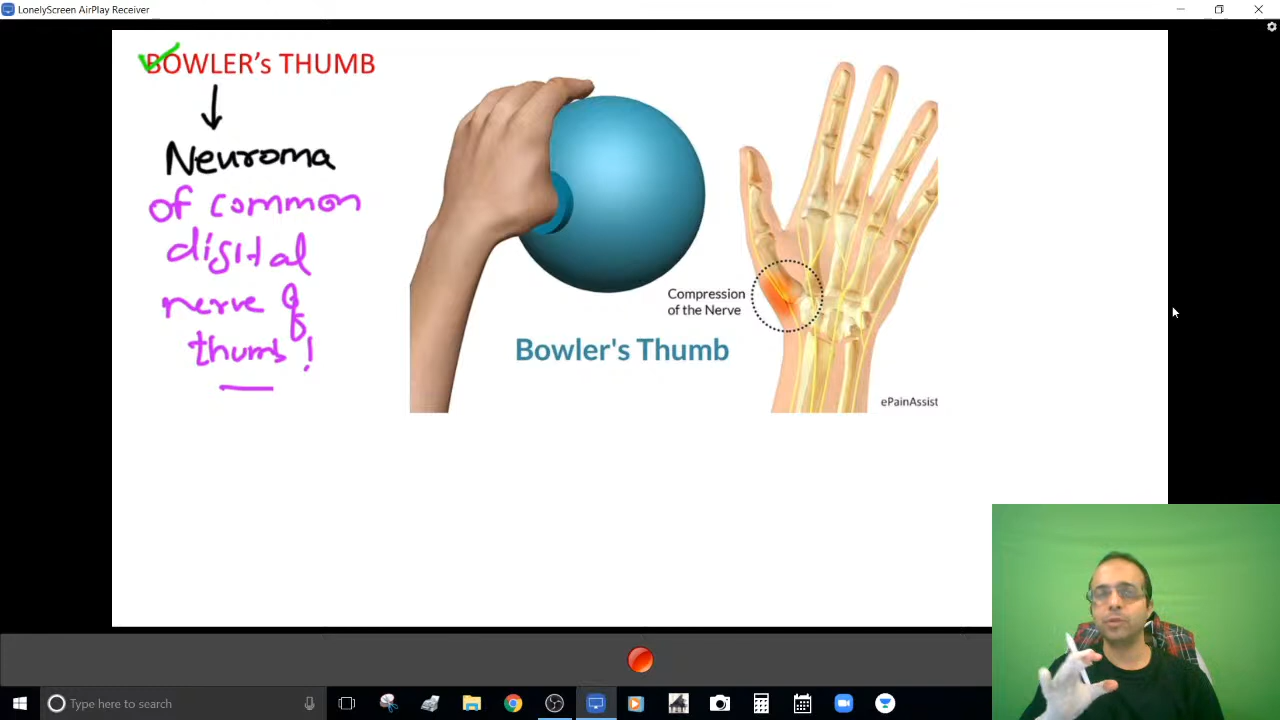 LonelyScreen AirPlay Receiver
BOWLER's THUMB
Neuroma
of common
digital
nerve of
thumb!
Compression
of the Nerve
Bowler's Thumb
ePainAssist
Type here to search